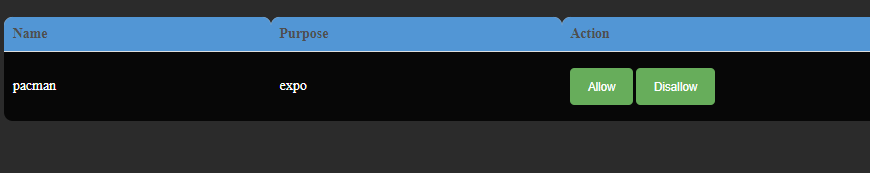 Name Purpose Action
pacman expo Allow Disallow